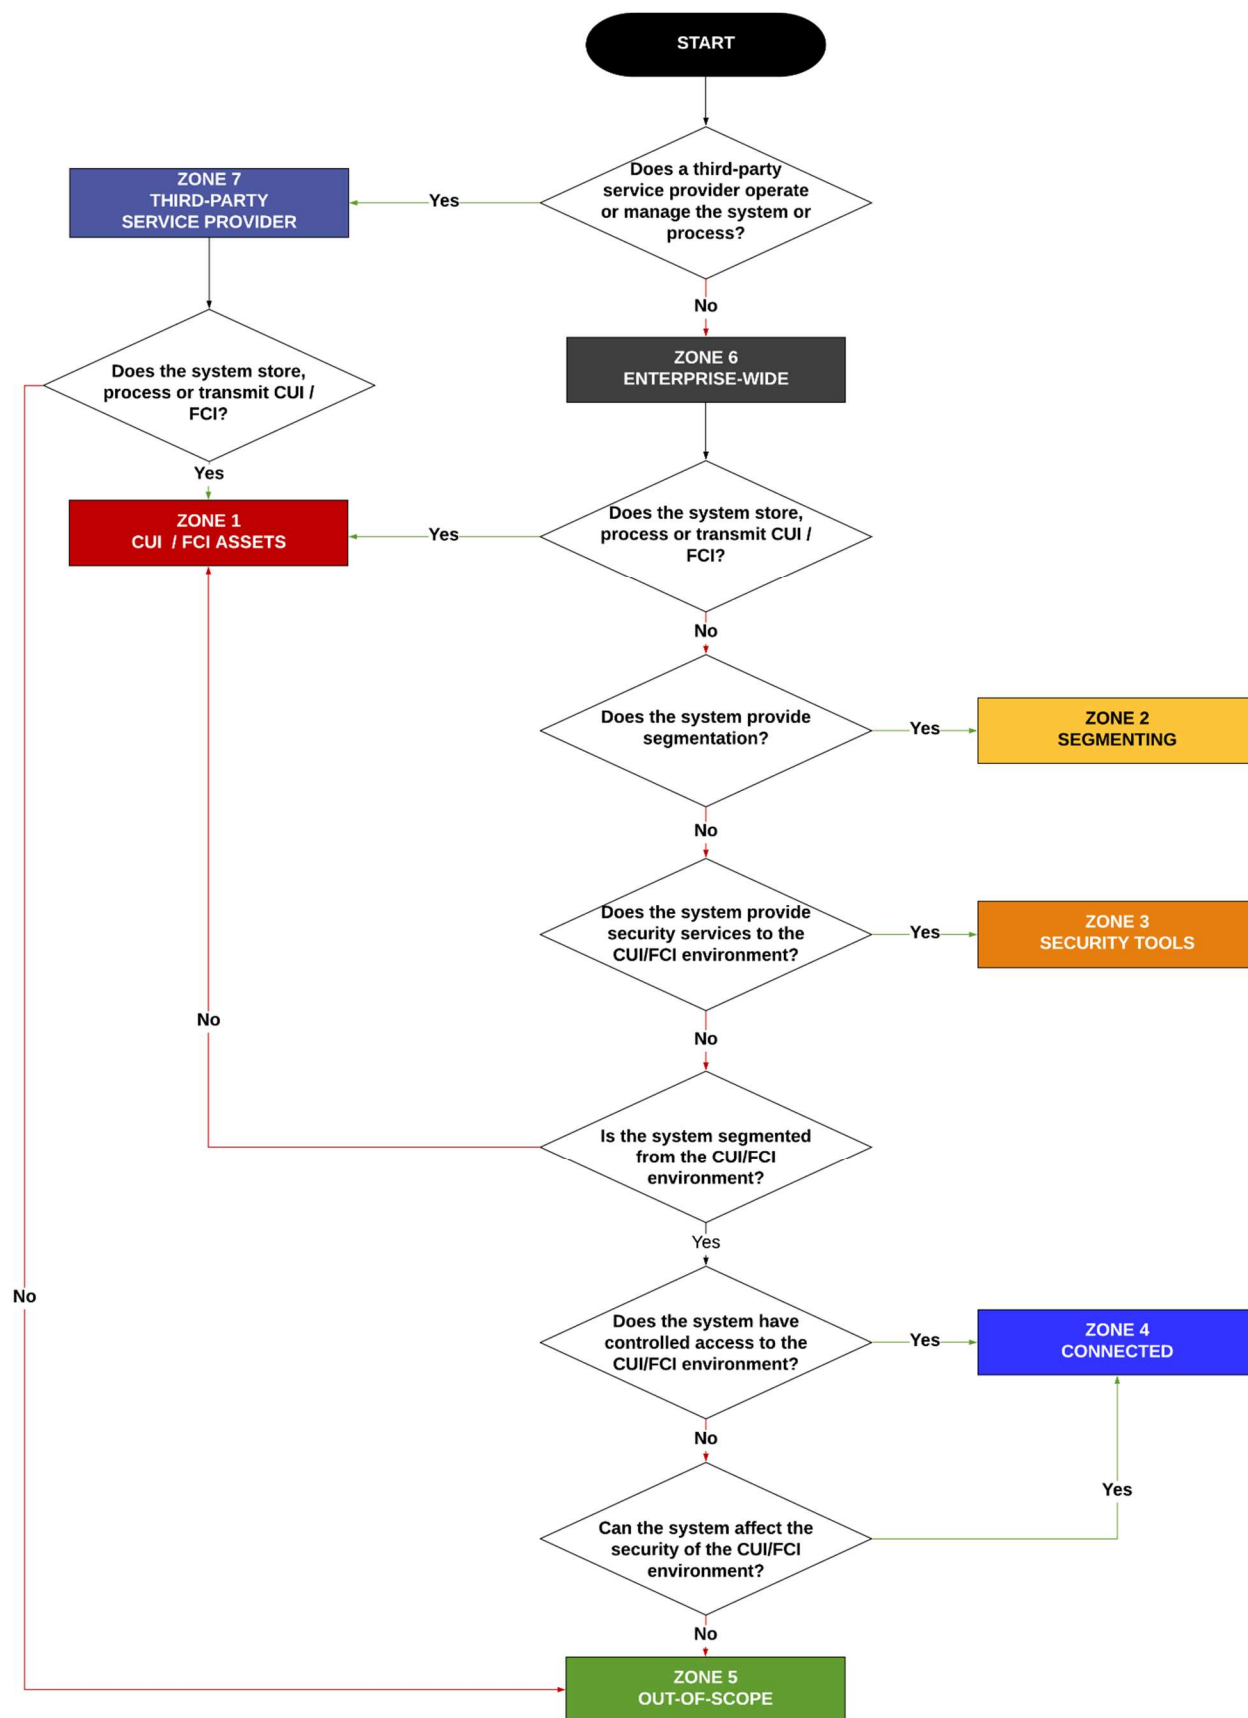 START
Does a third-party
service provider operate
or manage the system or
process?
Yes
ZONE 7
THIRD-PARTY
SERVICE PROVIDER
No
ZONE 6
ENTERPRISE-WIDE
Does the system store,
process or transmit CUI /
FCI?
Yes
ZONE 1
CUI / FCI ASSETS
Yes
Does the system store,
process or transmit CUI /
FCI?
No
Does the system provide
segmentation?
Yes
ZONE 2
SEGMENTING
No
Does the system provide
security services to the
CUI/FCI environment?
Yes
ZONE 3
SECURITY TOOLS
No
No
Is the system segmented
from the CUI/FCI
environment?
Yes
No
Does the system have
controlled access to the
CUI/FCI environment?
Yes
ZONE 4
CONNECTED
No
Yes
Can the system affect the
security of the CUI/FCI
environment?
No
ZONE 5
OUT-OF-SCOPE